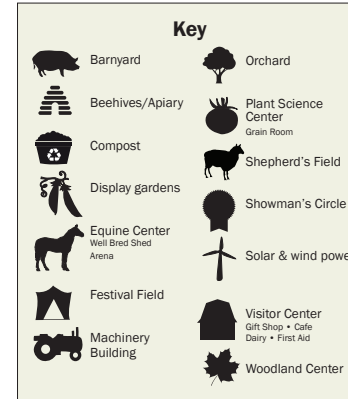 Key
Barnyard
Beehives/Apiary
Compost
Display gardens
Equine Center
Well Bred Shed
Arena
Festival Field
Machinery
Building
Orchard
Plant Science
Center
Grain Room
Shepherd's Field
Showman's Circle
Solar & wind powe
Visitor Center
Gift Shop • Cafe
Dairy • First Aid
Woodland Center